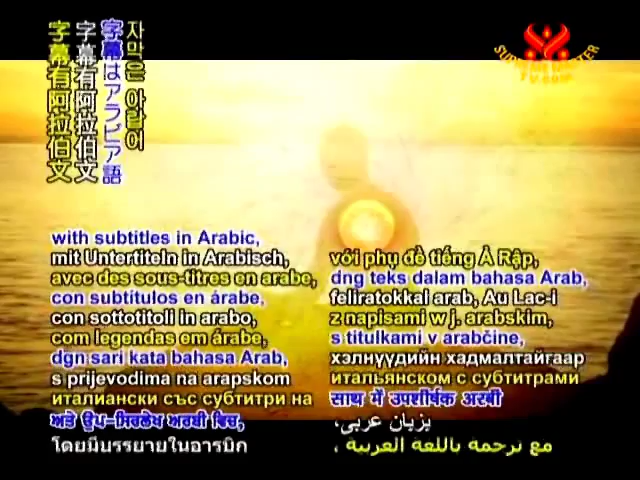 字幕有阿拉伯文
字幕有阿拉伯文
字幕はアラビア語
자막은 아랍어
SUPREME MASTER
TV.com
with subtitles in Arabic,
mit Untertiteln in Arabisch,
avec des sous-titres en arabe,
con subtítulos en árabe,
con sottotitoli in arabo,
com legendas em árabe,
dgn sari kata bahasa Arab,
s prijevodima na arapskom
италиански със субтитри на
ਅਤੇ ਉਪ-ਸਿਰਲੇਖ ਅਰਬੀ ਵਿਚ,
โดยมีบรรยายในอารบิก
với phụ đề tiếng Ả Rập,
dng teks dalam bahasa Arab,
feliratokkal arab, Au Lac-i
z napisami w j. arabskim,
s titulkami v arabčine,
хэлнүүдийн хадмалтайгаар
итальянском с субтитрами
साथ में उपशीर्षक अरबी
بزبان عربی،
مع ترجمة باللغة العربية ،